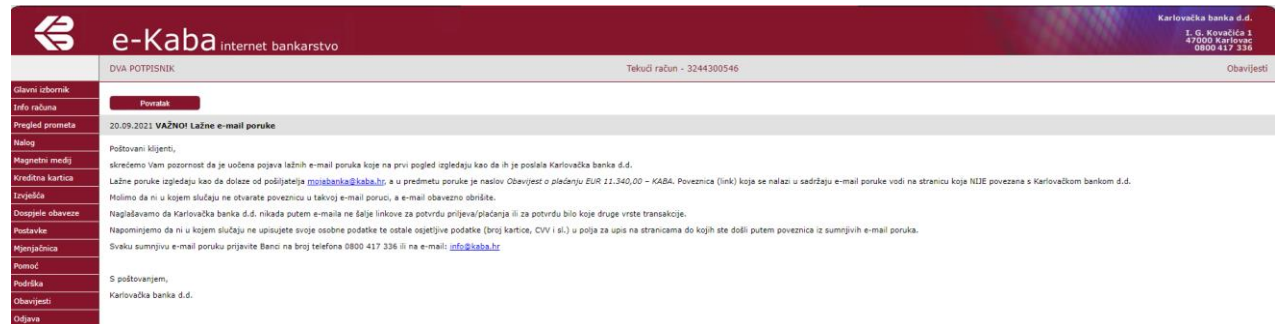 Karlovačka banka d.d.
I. G. Kovačića 1
47000 Karlovac
0800 417 336
e-Kaba internet bankarstvo
DVA POTPISNIK
Tekući račun - 3244300546
Obavijesti
Glavni izbornik
Info računa
Pregled prometa
Nalog
Magnetni medij
Kreditna kartica
Izvješća
Dospjele obaveze
Postavke
Mjenjačnica
Pomoć
Podrška
Obavijesti
Odjava
Povratak
20.09.2021 VAŽNO! Lažne e-mail poruke
Poštovani klijenti,
skrećemo Vam pozornost da je uočena pojava lažnih e-mail poruka koje na prvi pogled izgledaju kao da ih je poslala Karlovačka banka d.d.
Lažne poruke izgledaju kao da dolaze od pošiljatelja mojabanka@kaba.hr, a u predmetu poruke je naslov Obavijest o plaćanju EUR 11.340,00 – KABA. Poveznica (link) koja se nalazi u sadržaju e-mail poruke vodi na stranicu koja NIJE povezana s Karlovačkom bankom d.d.
Molimo da ni u kojem slučaju ne otvarate poveznicu u takvoj e-mail poruci, a e-mail obavezno obrišite.
Naglašavamo da Karlovačka banka d.d. nikada putem e-maila ne šalje linkove za potvrdu priljeva/plaćanja ili za potvrdu bilo koje druge vrste transakcije.
Napominjemo da ni u kojem slučaju ne upisujete svoje osobne podatke te ostale osjetljive podatke (broj kartice, CVV i sl.) u polja za upis na stranicama do kojih ste došli putem poveznica iz sumnjivih e-mail poruka.
Svaku sumnjivu e-mail poruku prijavite Banci na broj telefona 0800 417 336 ili na e-mail: info@kaba.hr
S poštovanjem,
Karlovačka banka d.d.